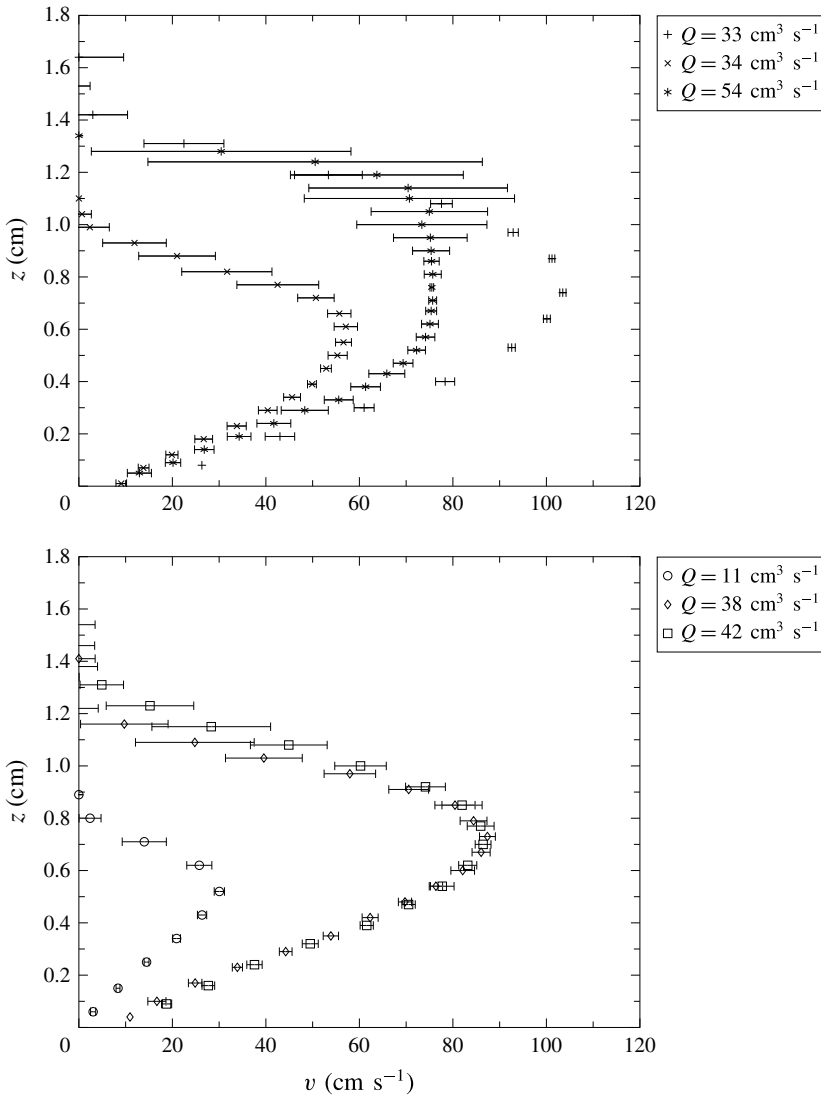 1.8
1.6
1.4
1.2
1.0
0.8
0.6
0.4
0.2
z (cm)
0 20 40 60 80 100 120
Q = 33 cm³ s⁻¹
Q = 34 cm³ s⁻¹
Q = 54 cm³ s⁻¹
1.8
1.6
1.4
1.2
1.0
0.8
0.6
0.4
0.2
z (cm)
0 20 40 60 80 100 120
v (cm s⁻¹)
Q = 11 cm³ s⁻¹
Q = 38 cm³ s⁻¹
Q = 42 cm³ s⁻¹